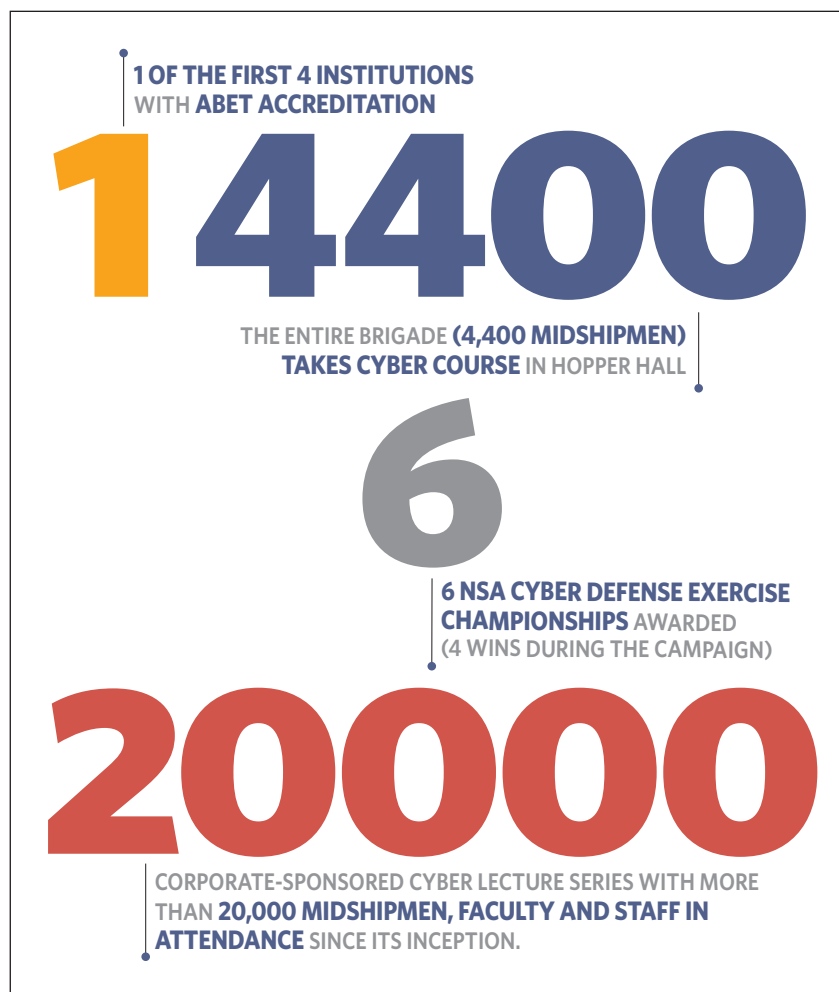 1 OF THE FIRST 4 INSTITUTIONS
WITH ABET ACCREDITATION
1 4400
THE ENTIRE BRIGADE (4,400 MIDSHIPMEN)
TAKES CYBER COURSE IN HOPPER HALL
6
6 NSA CYBER DEFENSE EXERCISE
CHAMPIONSHIPS AWARDED
(4 WINS DURING THE CAMPAIGN)
20000
CORPORATE-SPONSORED CYBER LECTURE SERIES WITH MORE
THAN 20,000 MIDSHIPMEN, FACULTY AND STAFF IN
ATTENDANCE SINCE ITS INCEPTION.